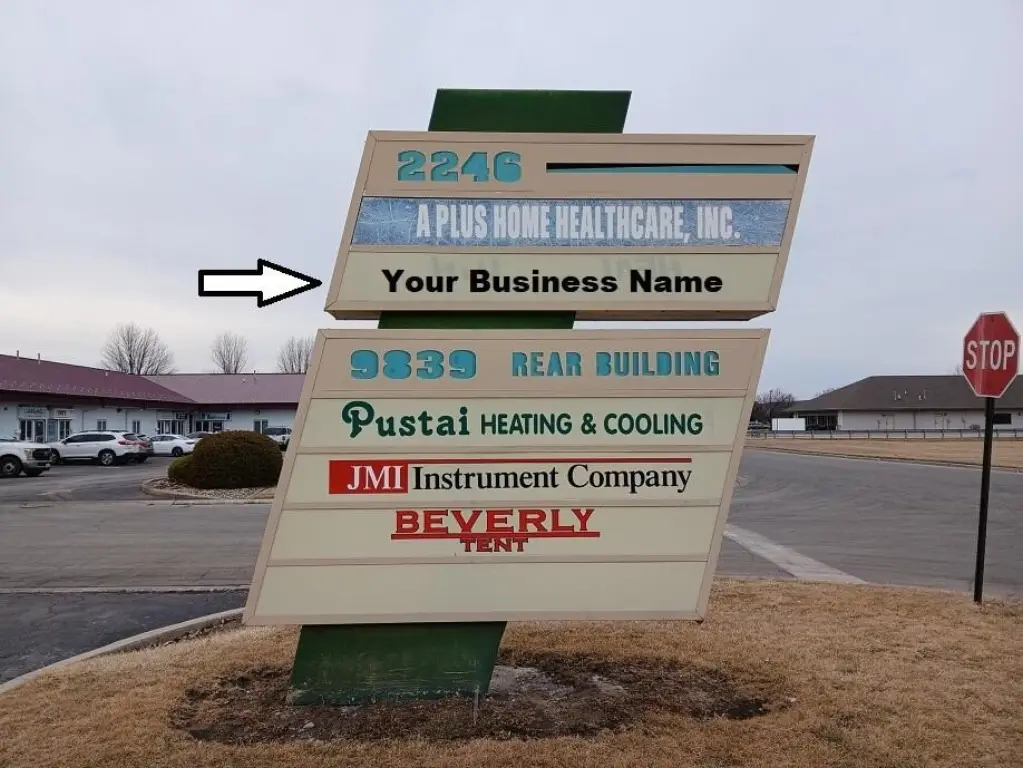 2246
A PLUS HOME HEALTHCARE, INC.
Your Business Name
9839 REAR BUILDING
Pustai HEATING & COOLING
JMI Instrument Company
BEVERLY
TENT
STOP